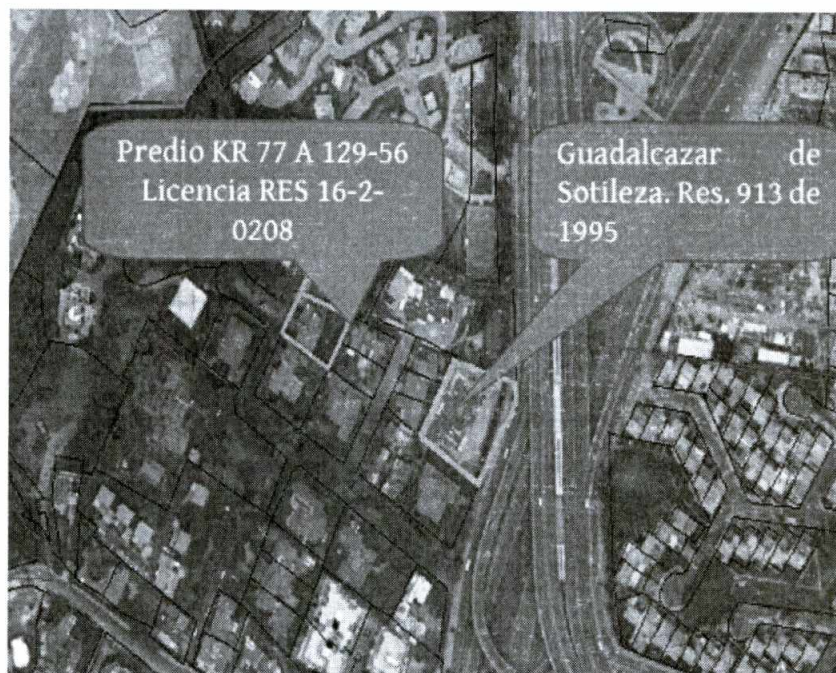 Predio KR 77 A 129-56
Licencia RES 16-2-
0208
Guadalcazar de
Sotileza. Res. 913 de
1995